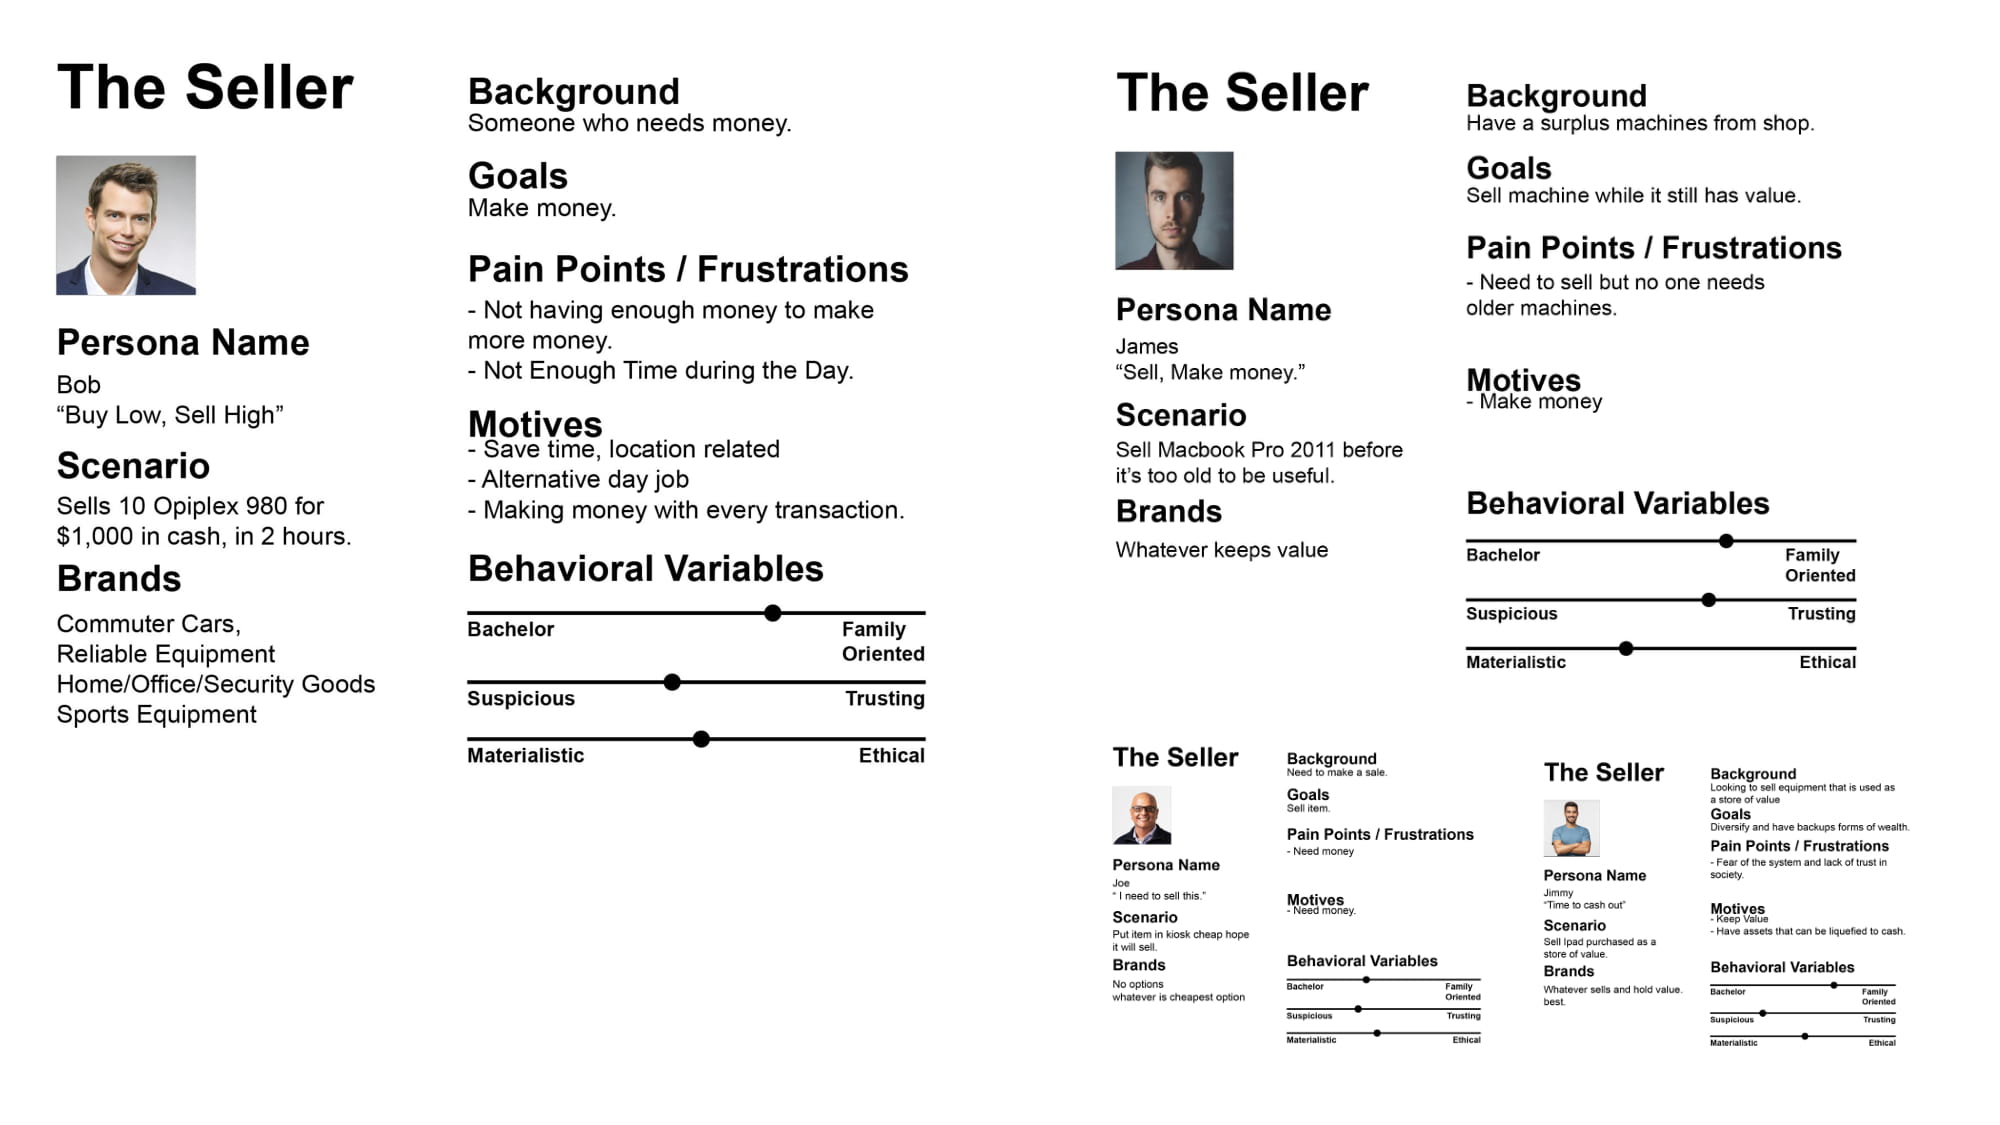 The Seller
Persona Name
Bob
“Buy Low, Sell High”
Scenario
Sells 10 Opiplex 980 for
$1,000 in cash, in 2 hours.
Brands
Commuter Cars,
Reliable Equipment
Home/Office/Security Goods
Sports Equipment
Background
Someone who needs money.
Goals
Make money.
Pain Points / Frustrations
- Not having enough money to make
more money.
- Not Enough Time during the Day.
Motives
- Save time, location related
- Alternative day job
- Making money with every transaction.
Behavioral Variables
Bachelor
Family
Oriented
Suspicious
Trusting
Materialistic
Ethical
The Seller
Persona Name
James
“Sell, Make money.”
Scenario
Sell Macbook Pro 2011 before
it’s too old to be useful.
Brands
Whatever keeps value
Background
Have a surplus machines from shop.
Goals
Sell machine while it still has value.
Pain Points / Frustrations
- Need to sell but no one needs
older machines.
Motives
- Make money
Behavioral Variables
Bachelor
Family
Oriented
Suspicious
Trusting
Materialistic
Ethical
The Seller
Persona Name
Joe
“ I need to sell this.”
Scenario
Put item in kiosk cheap hope
it will sell.
Brands
No options
whatever is cheapest option
Background
Need to make a sale.
Goals
Sell item.
Pain Points / Frustrations
- Need money
Motives
- Need money.
Behavioral Variables
Bachelor
Family
Oriented
Suspicious
Trusting
Materialistic
Ethical
The Seller
Persona Name
Jimmy
“Time to cash out”
Scenario
Sell Ipad purchased as a
store of value.
Brands
Whatever sells and hold value.
best.
Background
Looking to sell equipment that is used as
a store of value
Goals
Diversify and have backups forms of wealth.
Pain Points / Frustrations
- Fear of the system and lack of trust in
society.
Motives
- Keep Value
- Have assets that can be liquefied to cash.
Behavioral Variables
Bachelor
Family
Oriented
Suspicious
Trusting
Materialistic
Ethical